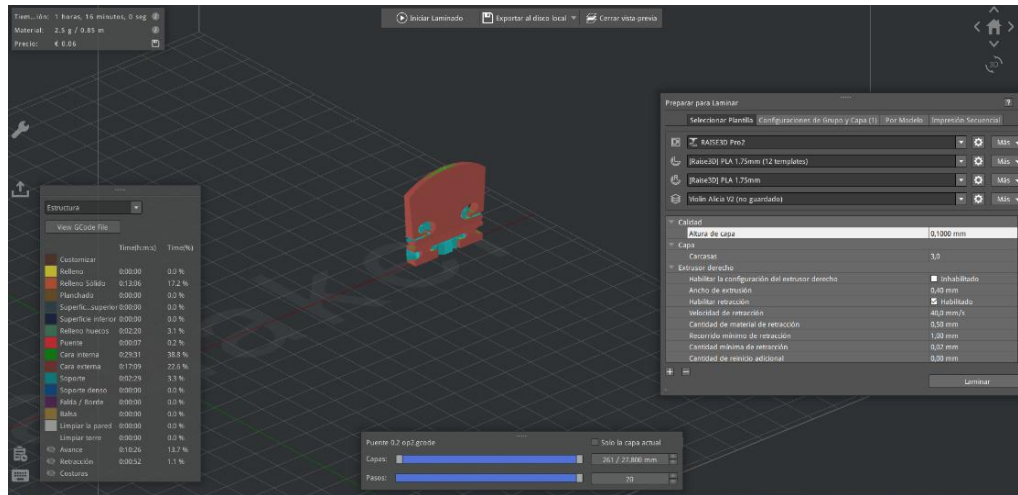 Tiem...ión: 1 horas, 16 minutos, 0 seg
Material: 2.5 g / 0.85 m
Precio: € 0.06
Iniciar Laminado Exportar al disco local Cerrar vista previa
Estructura
View GCode File
Time(h:m:s) Time(%)
Customizar
Relleno 0:00:00 0.0 %
Relleno Sólido 0:13:06 17.2 %
Planchado 0:00:00 0.0 %
Superfic...superior 0:00:00 0.0 %
Superficie inferior 0:00:00 0.0 %
Relleno huecos 0:02:20 3.1 %
Puente 0:00:07 0.2 %
Cara interna 0:29:31 38.8 %
Cara externa 0:17:09 22.6 %
Soporte 0:02:29 3.3 %
Soporte denso 0:00:00 0.0 %
Falda / Borde 0:00:00 0.0 %
Balsa 0:00:00 0.0 %
Limpiar la pared 0:00:00 0.0 %
Limpiar torre 0:00:00 0.0 %
Avance 0:10:26 13.7 %
Retracción 0:00:52 1.1 %
Costuras
Puente 0,2 op2.gcode Solo la capa actual
Capas: 261 / 27,800 mm
Pasos: 70
Preparar para Laminar
Seleccionar Plantilla Configuraciones de Grupo y Capa (1) Por Modelo Impresión Secuencial
RAISE3D Pro2 Más
[Raise3D] PLA 1.75mm (12 templates) Más
[Raise3D] PLA 1.75mm Más
Violin Alicia V2 (no guardado) Más
Calidad
Altura de capa 0,1000 mm
Capa
Carcasas 3,0
Extrusor derecho
Habilitar la configuración del extrusor derecho Inhabilitado
Ancho de extrusión 0,40 mm
Habilitar retracción Habilitado
Velocidad de retracción 40,0 mm/s
Cantidad de material de retracción 0,50 mm
Recorrido mínimo de retracción 1,00 mm
Cantidad mínima de retracción 0,02 mm
Cantidad de reinicio adicional 0,00 mm
Laminar